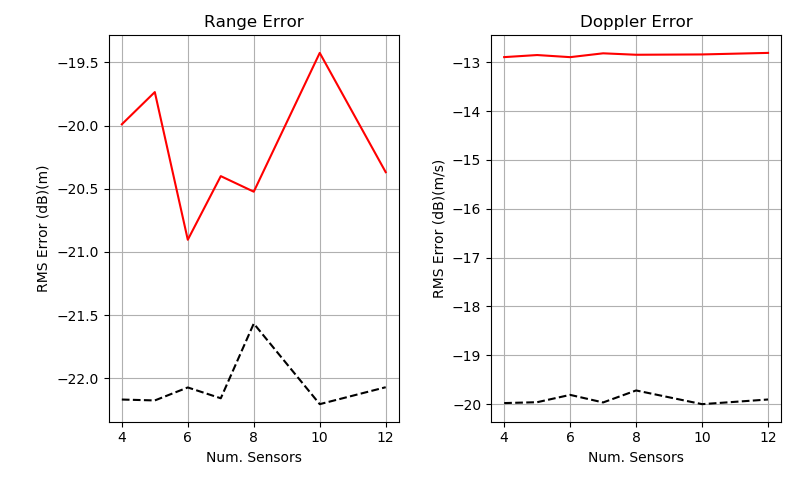 Range Error
RMS Error (dB)(m)
−19.5
−20.0
−20.5
−21.0
−21.5
−22.0
4 6 8 10 12
Num. Sensors
Doppler Error
RMS Error (dB)(m/s)
−13
−14
−15
−16
−17
−18
−19
−20
4 6 8 10 12
Num. Sensors